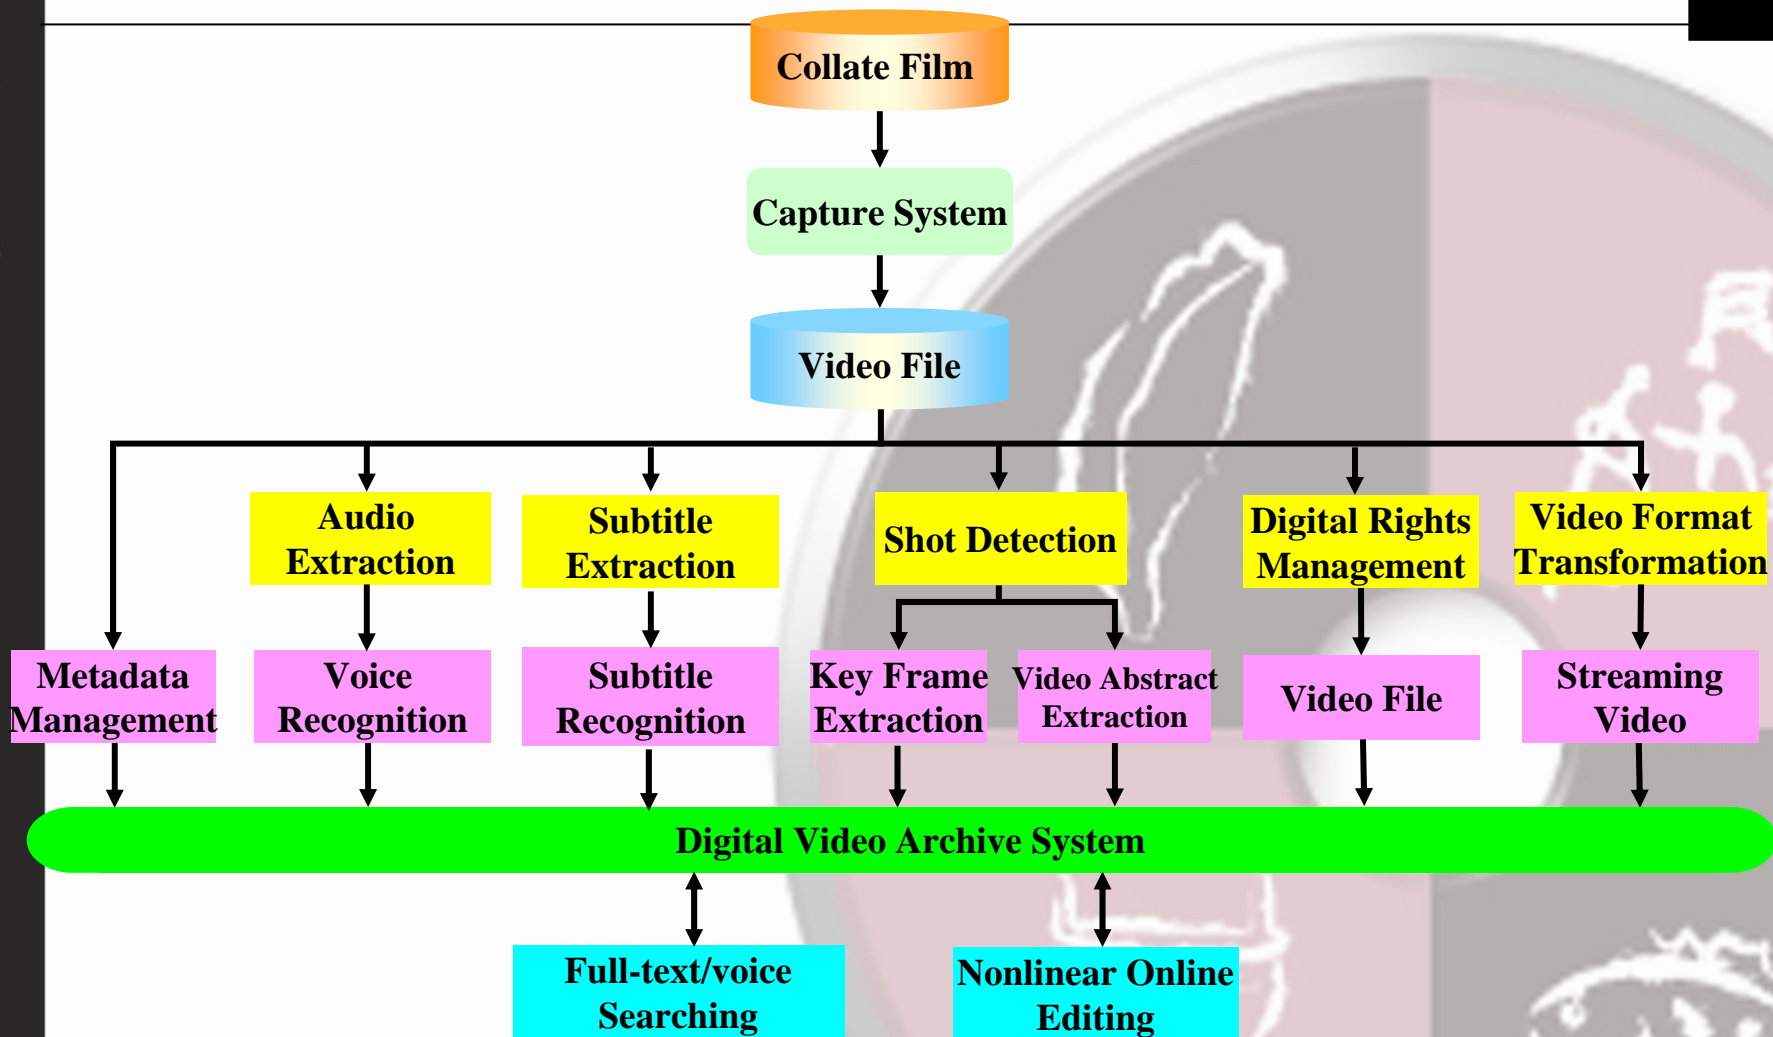 Collate Film
Capture System
Video File
Audio
Extraction
Subtitle
Extraction
Shot Detection
Digital Rights
Management
Video Format
Transformation
Metadata
Management
Voice
Recognition
Subtitle
Recognition
Key Frame
Extraction
Video Abstract
Extraction
Video File
Streaming
Video
Digital Video Archive System
Full-text/voice
Searching
Nonlinear Online
Editing